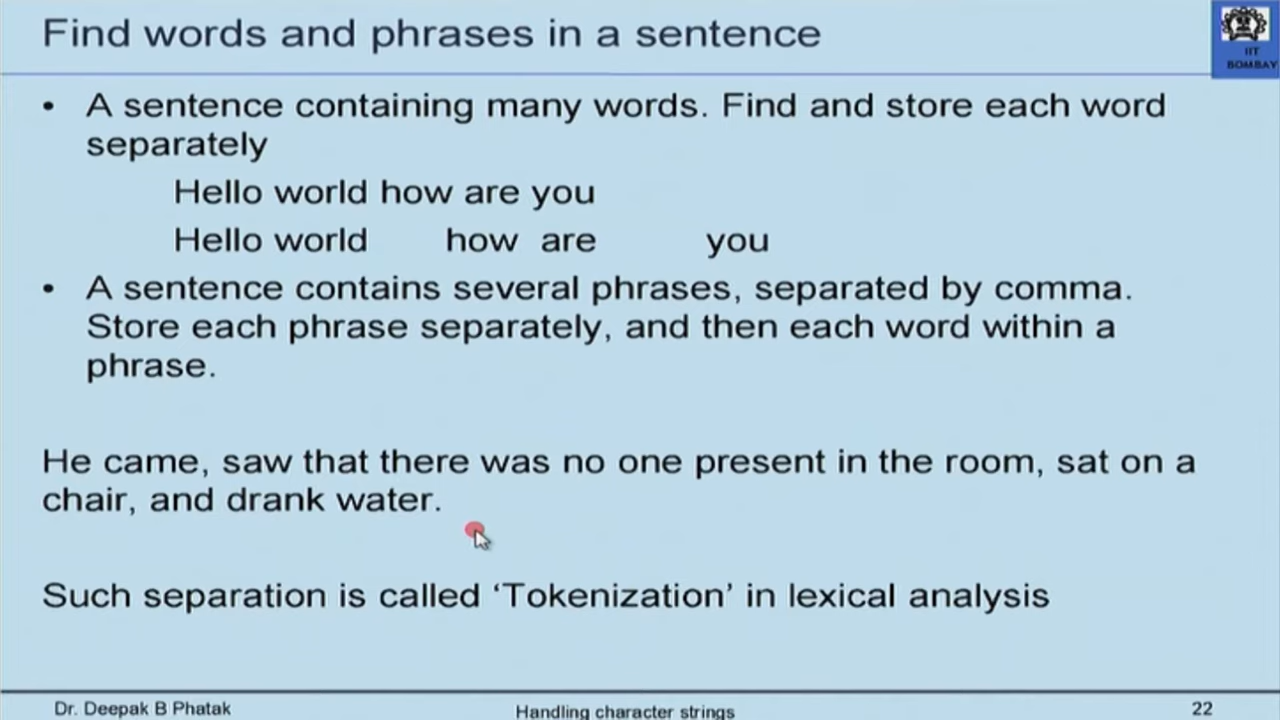 Find words and phrases in a sentence
IIT
BOMBAY
• A sentence containing many words. Find and store each word
separately
Hello world how are you
Hello world how are you
• A sentence contains several phrases, separated by comma.
Store each phrase separately, and then each word within a
phrase.
He came, saw that there was no one present in the room, sat on a
chair, and drank water.
Such separation is called ‘Tokenization’ in lexical analysis
Dr. Deepak B Phatak
Handling character strings
22